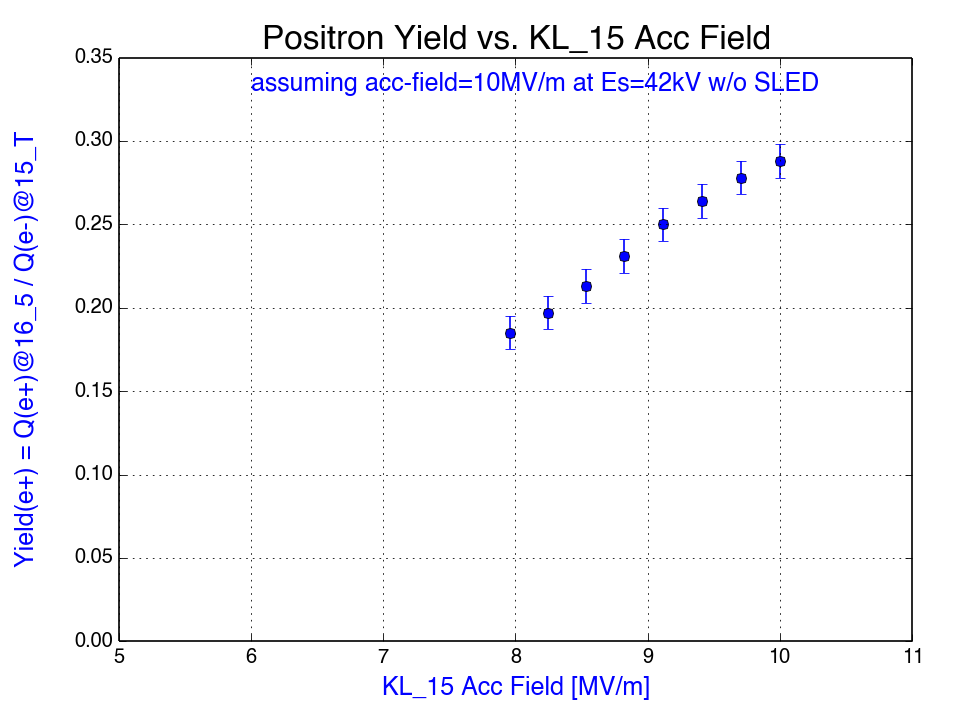 Positron Yield vs. KL_15 Acc Field
assuming acc-field=10MV/m at Es=42kV w/o SLED
Yield(e+) = Q(e+)@16_5 / Q(e-)@15_T
0.35
0.30
0.25
0.20
0.15
0.10
0.05
0.00
5 6 7 8 9 10 11
KL_15 Acc Field [MV/m]